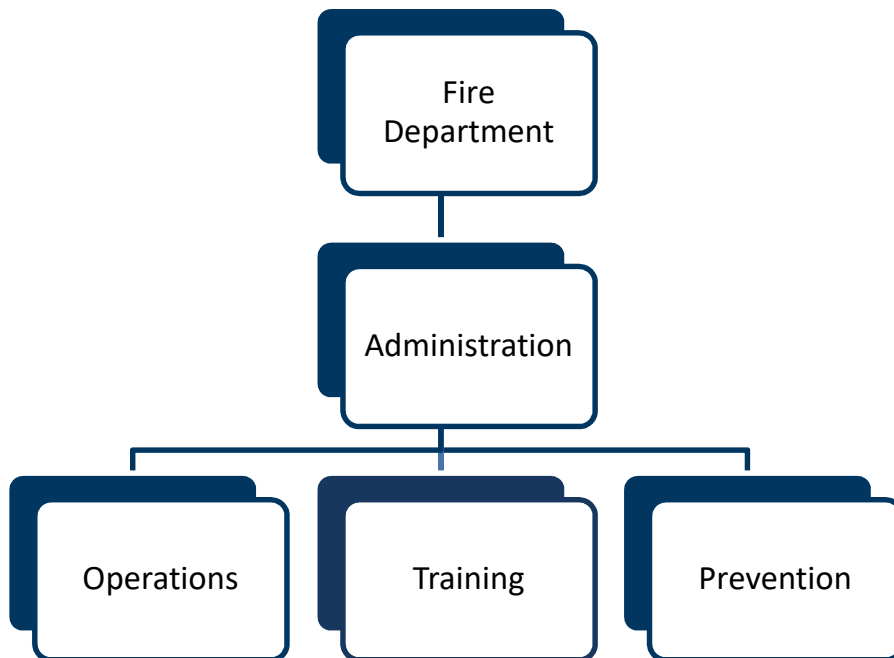 Fire
Department
Administration
Operations
Training
Prevention